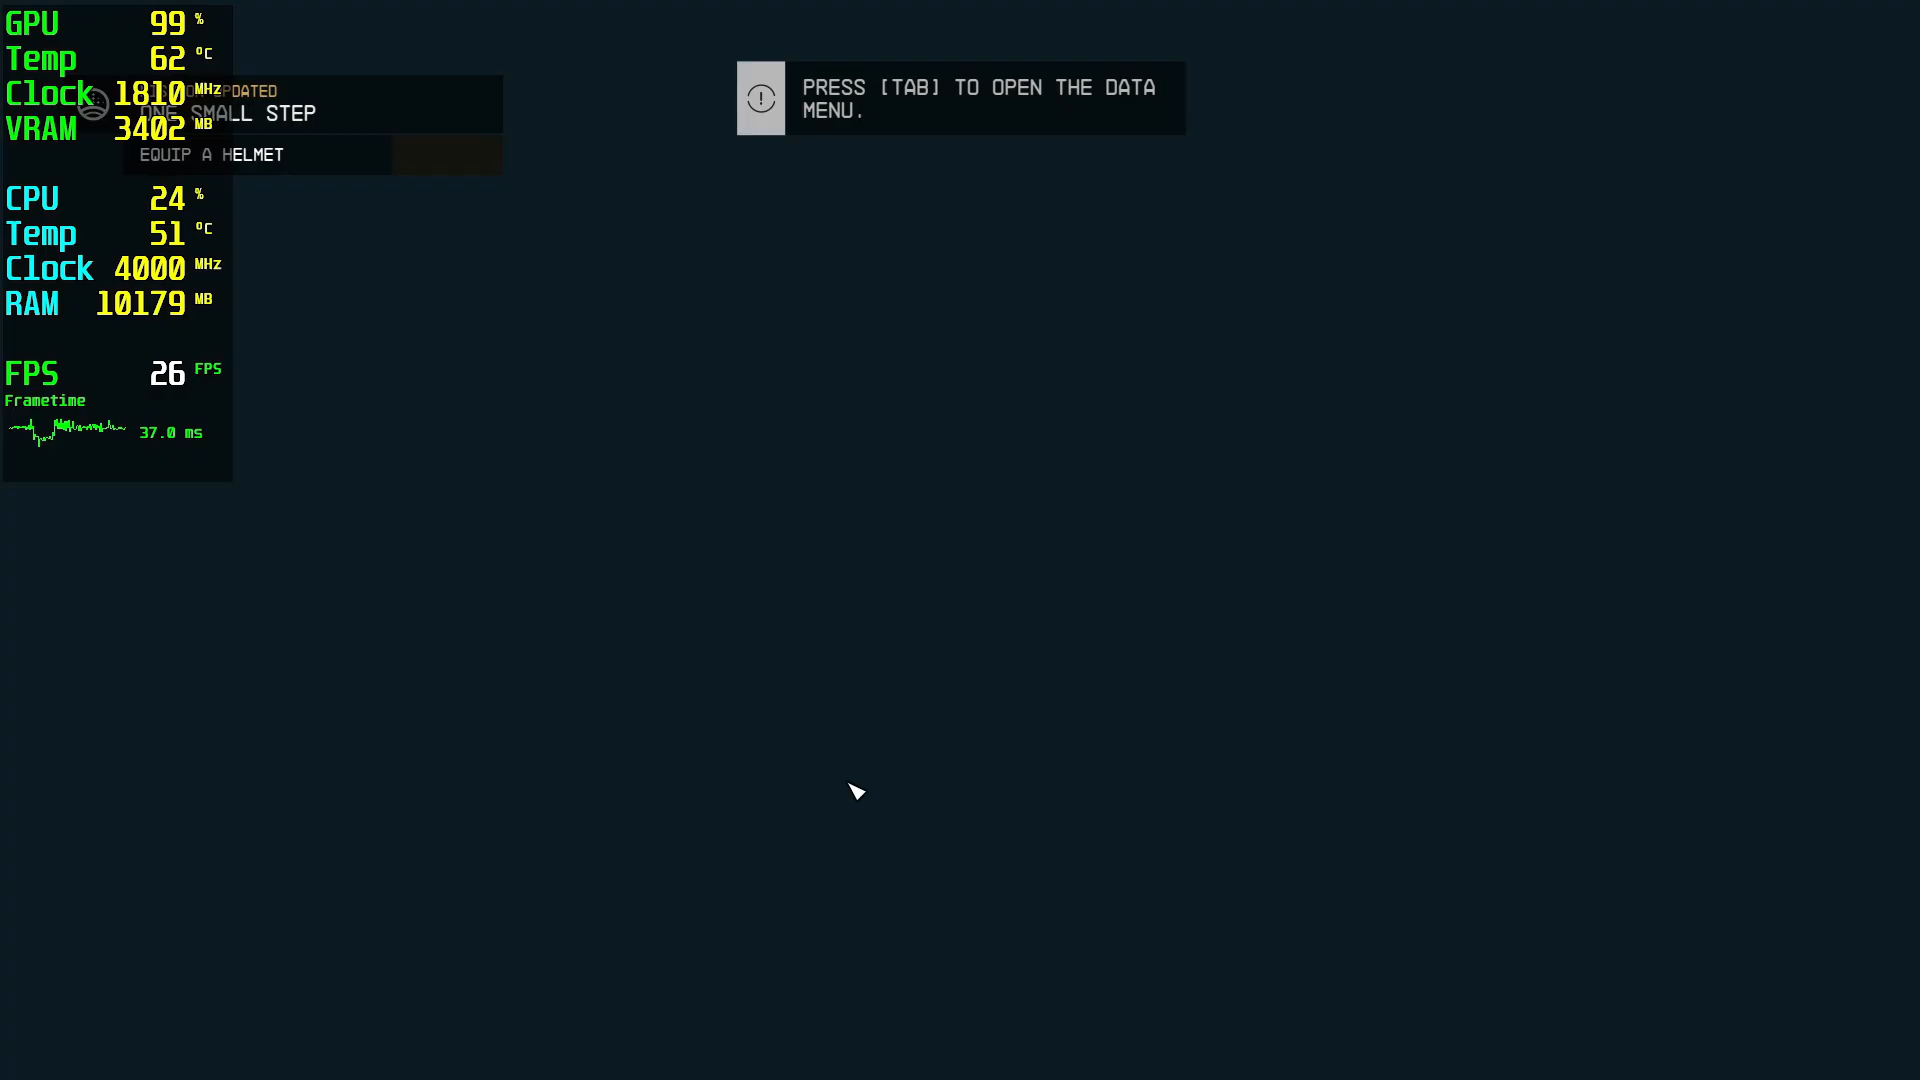 GPU 99 %
Temp 62 °C
Clock 1810 MHz
VRAM 3402 MB
UPDATED
ONE SMALL STEP
EQUIP A HELMET
CPU 24 %
Temp 51 °C
Clock 4000 MHz
RAM 10179 MB
FPS 26 FPS
Frametime
37.0 ms
PRESS [TAB] TO OPEN THE DATA
MENU.